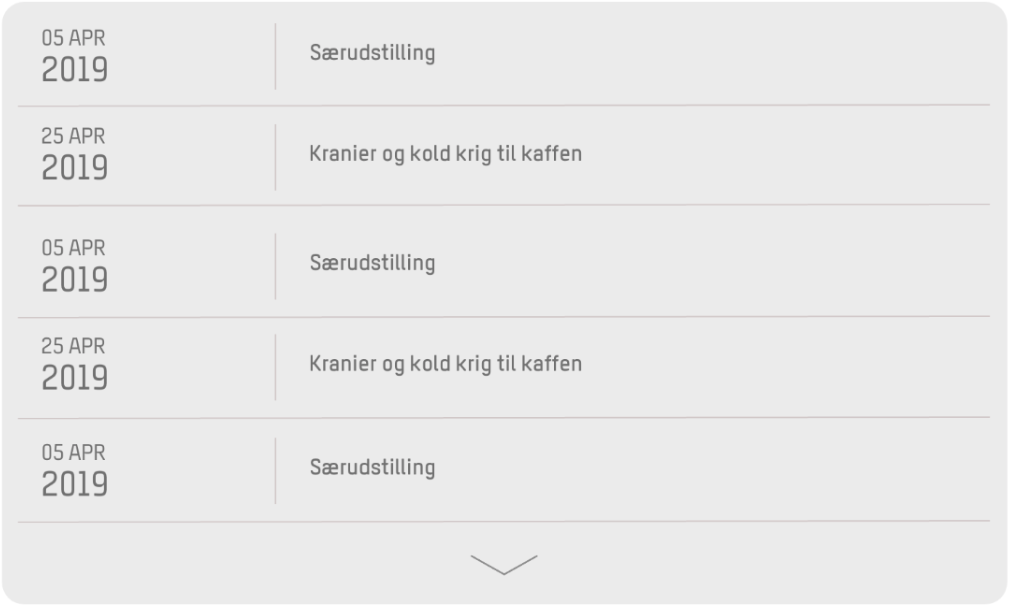 05 APR
2019
Særudstilling
25 APR
2019
Kranier og kold krig til kaffen
05 APR
2019
Særudstilling
25 APR
2019
Kranier og kold krig til kaffen
05 APR
2019
Særudstilling